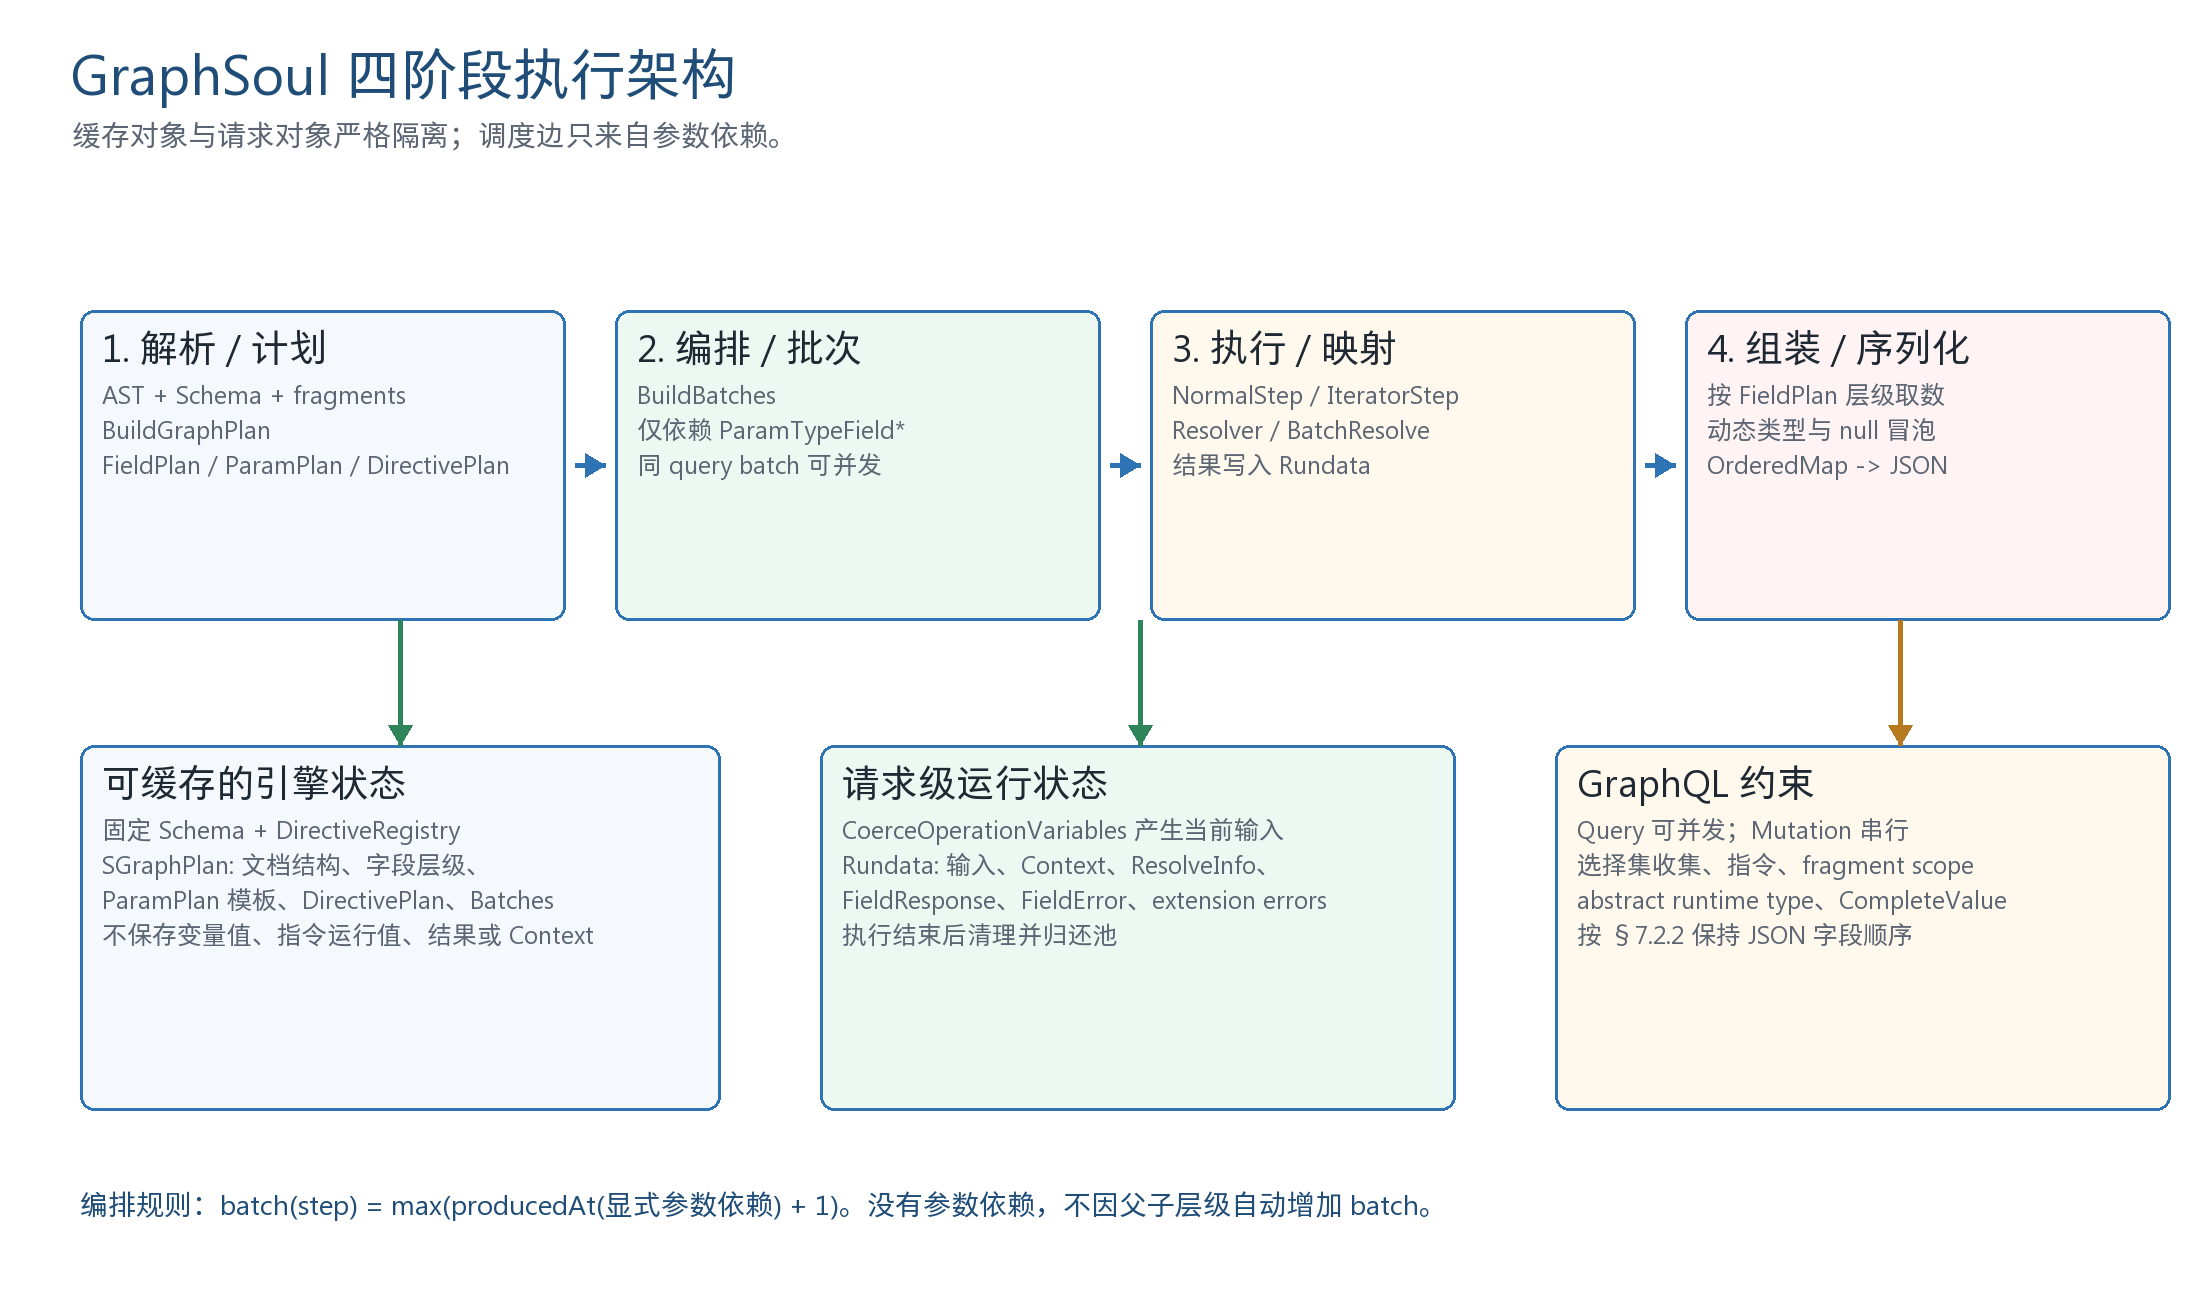 GraphSoul 四阶段执行架构
缓存对象与请求对象严格隔离；调度边只来自参数依赖。
1. 解析 / 计划
AST + Schema + fragments
BuildGraphPlan
FieldPlan / ParamPlan / DirectivePlan
2. 编排 / 批次
BuildBatches
仅依赖 ParamTypeField*
同 query batch 可并发
3. 执行 / 映射
NormalStep / IteratorStep
Resolver / BatchResolve
结果写入 Rundata
4. 组装 / 序列化
按 FieldPlan 层级取数
动态类型与 null 冒泡
OrderedMap -> JSON
可缓存的引擎状态
固定 Schema + DirectiveRegistry
SGraphPlan: 文档结构、字段层级、
ParamPlan 模板、DirectivePlan、Batches
不保存变量值、指令运行值、结果或 Context
请求级运行状态
CoerceOperationVariables 产生当前输入
Rundata: 输入、Context、ResolveInfo、
FieldResponse、FieldError、extension errors
执行结束后清理并归还池
GraphQL 约束
Query 可并发；Mutation 串行
选择集收集、指令、fragment scope
abstract runtime type、CompleteValue
按 §7.2.2 保持 JSON 字段顺序
编排规则：batch(step) = max(producedAt(显式参数依赖) + 1)。没有参数依赖，不因父子层级自动增加 batch。